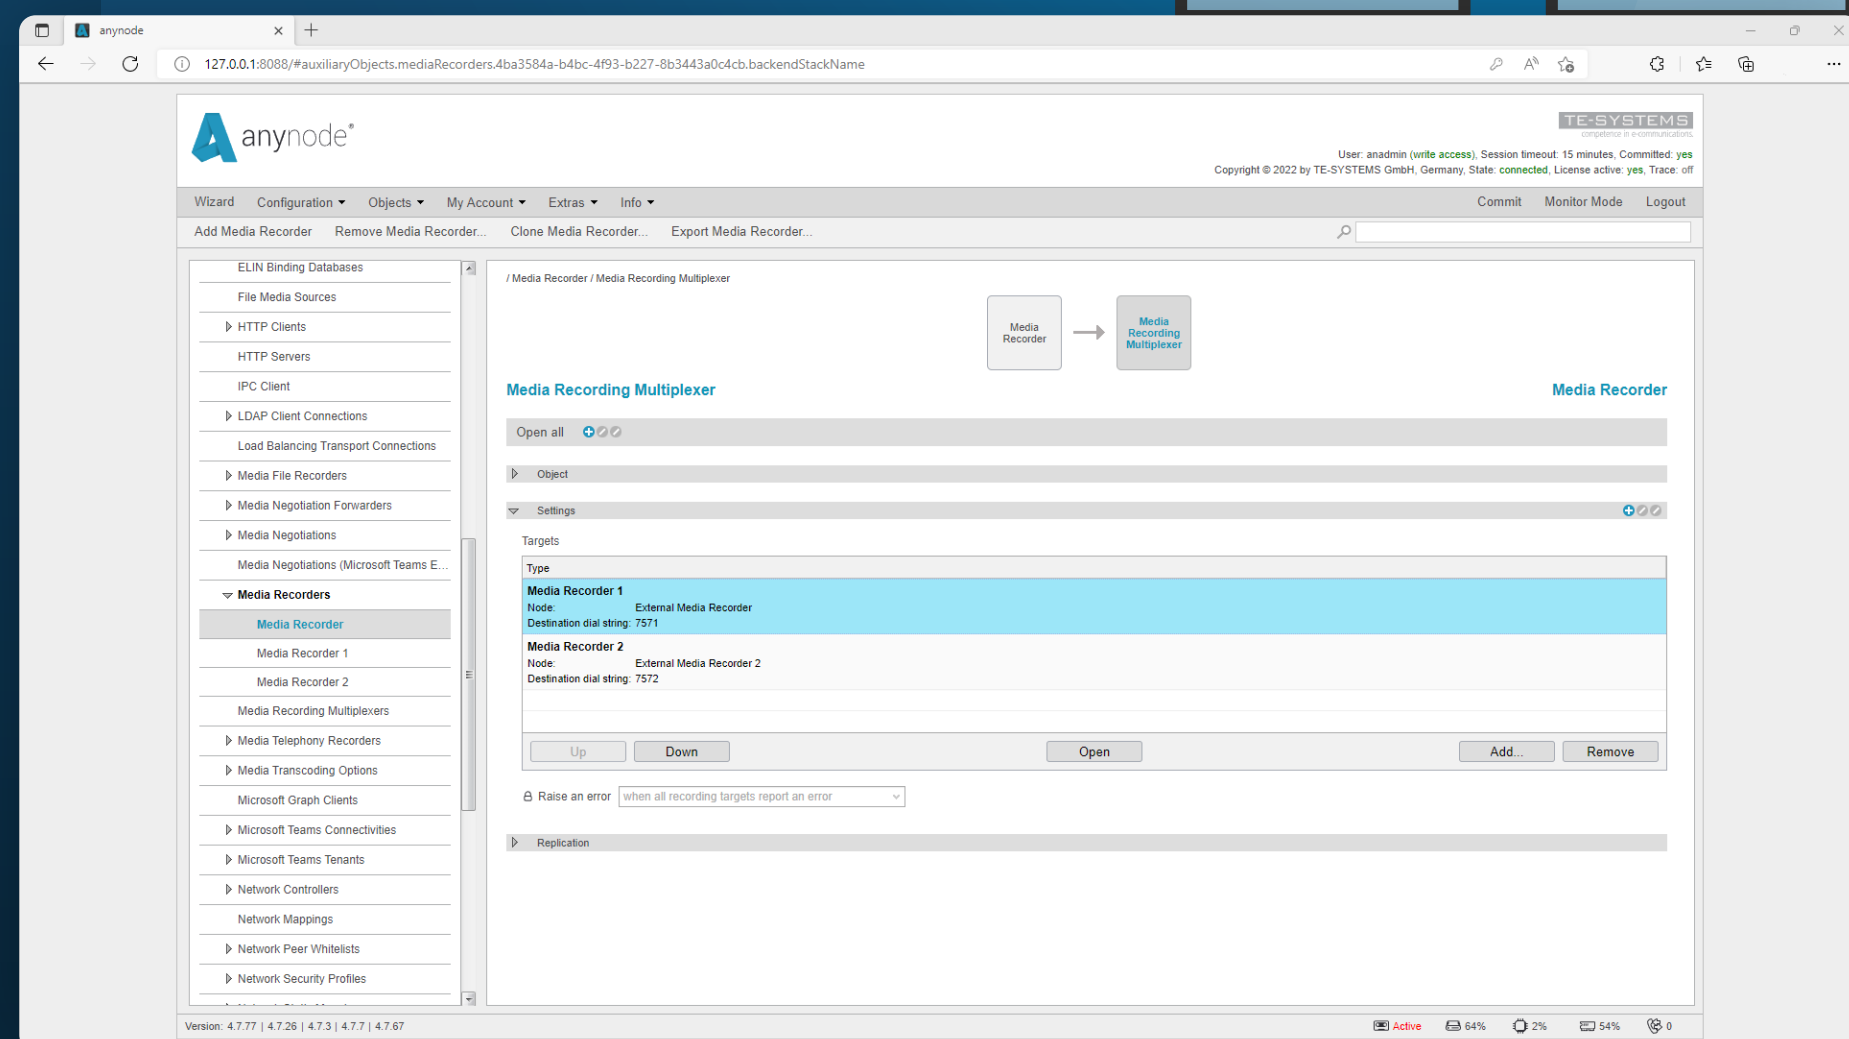 anynode
127.0.0.1:8088/#auxiliaryObjects.mediaRecorders.4ba3584a-b4bc-4f93-b227-8b3443a0c4cb.backendStackName
anynode®
TE-SYSTEMS
competence in e-communications.
User: anadmin (write access), Session timeout: 15 minutes, Committed: yes
Copyright © 2022 by TE-SYSTEMS GmbH, Germany, State: connected, License active: yes, Trace: off
Wizard Configuration Objects My Account Extras Info Commit Monitor Mode Logout
Add Media Recorder Remove Media Recorder... Clone Media Recorder... Export Media Recorder...
ELIN Binding Databases
File Media Sources
HTTP Clients
HTTP Servers
IPC Client
LDAP Client Connections
Load Balancing Transport Connections
Media File Recorders
Media Negotiation Forwarders
Media Negotiations
Media Negotiations (Microsoft Teams E...
Media Recorders
Media Recorder
Media Recorder 1
Media Recorder 2
Media Recording Multiplexers
Media Telephony Recorders
Media Transcoding Options
Microsoft Graph Clients
Microsoft Teams Connectivities
Microsoft Teams Tenants
Network Controllers
Network Mappings
Network Peer Whitelists
Network Security Profiles
/ Media Recorder / Media Recording Multiplexer
Media
Recorder
Media
Recording
Multiplexer
Media Recording Multiplexer Media Recorder
Open all
Object
Settings
Targets
Type
Media Recorder 1
Node: External Media Recorder
Destination dial string: 7571
Media Recorder 2
Node: External Media Recorder 2
Destination dial string: 7572
Up Down Open Add... Remove
Raise an error when all recording targets report an error
Replication
Version: 4.7.77 | 4.7.26 | 4.7.3 | 4.7.7 | 4.7.67 Active 64% 2% 54% 0